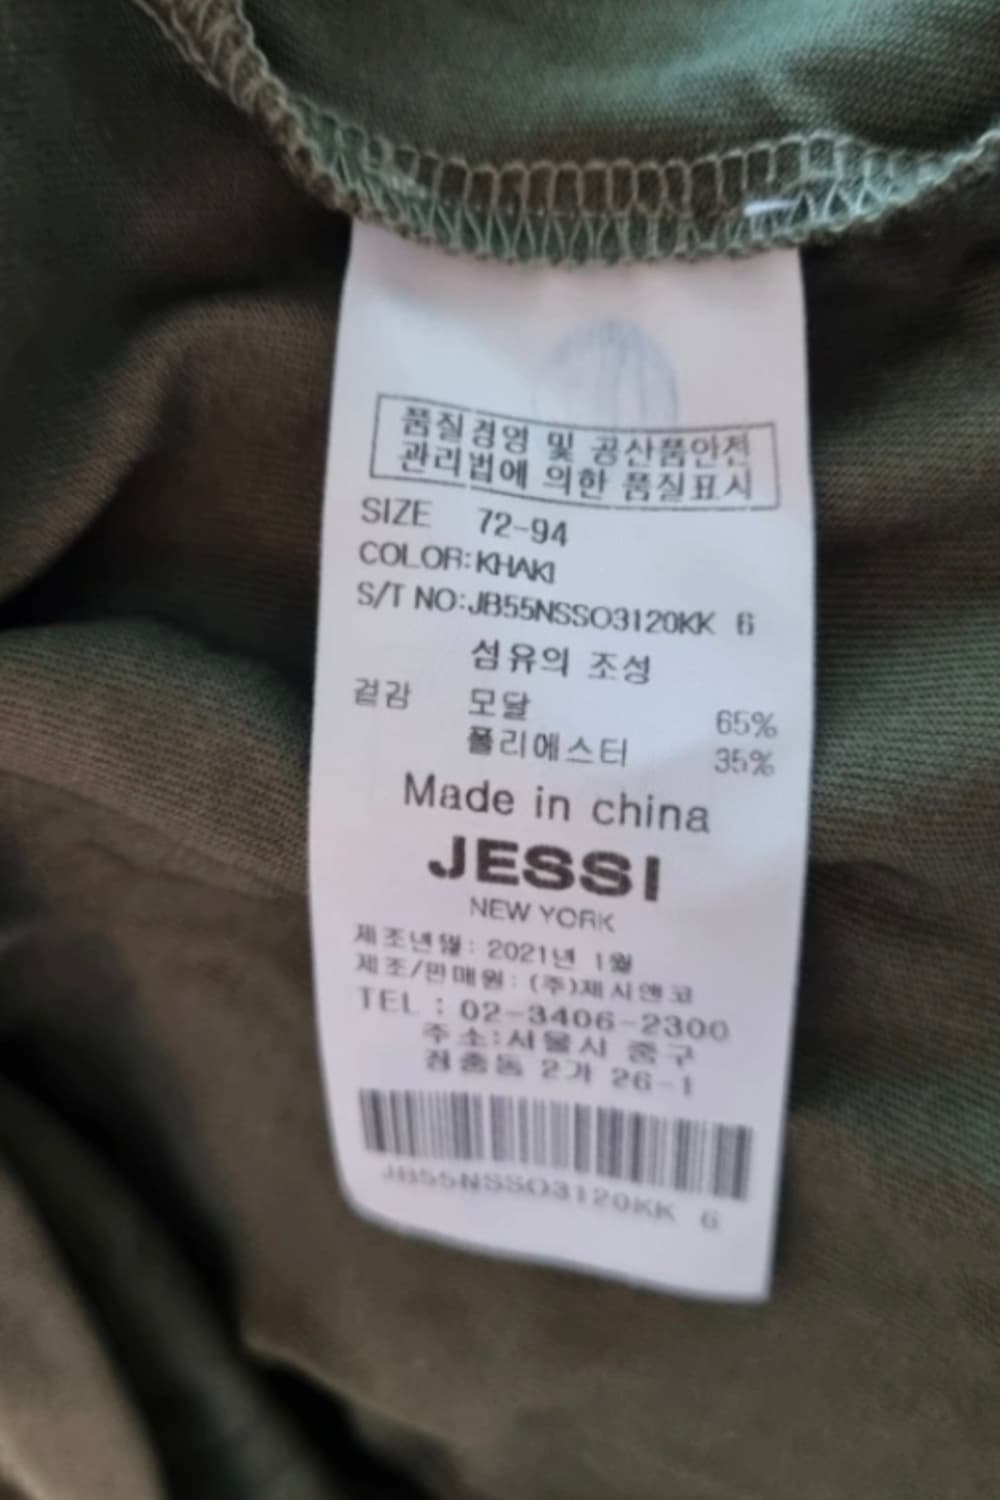 품질경영 및 공산품안전
관리법에 의한 품질표시
SIZE 72-94
COLOR:KHAKI
S/T NO:JB55NSSO3120KK 6
섬유의 조성
겉감 모달 65%
폴리에스터 35%
Made in china
JESSI
NEW YORK
제조년월: 2021년 1월
제조/판매원: (주)제시앤코
TEL : 02-3406-2300
주소:서울시 중구
장충동 2가 26-1
JB55NSSO3120KK 6